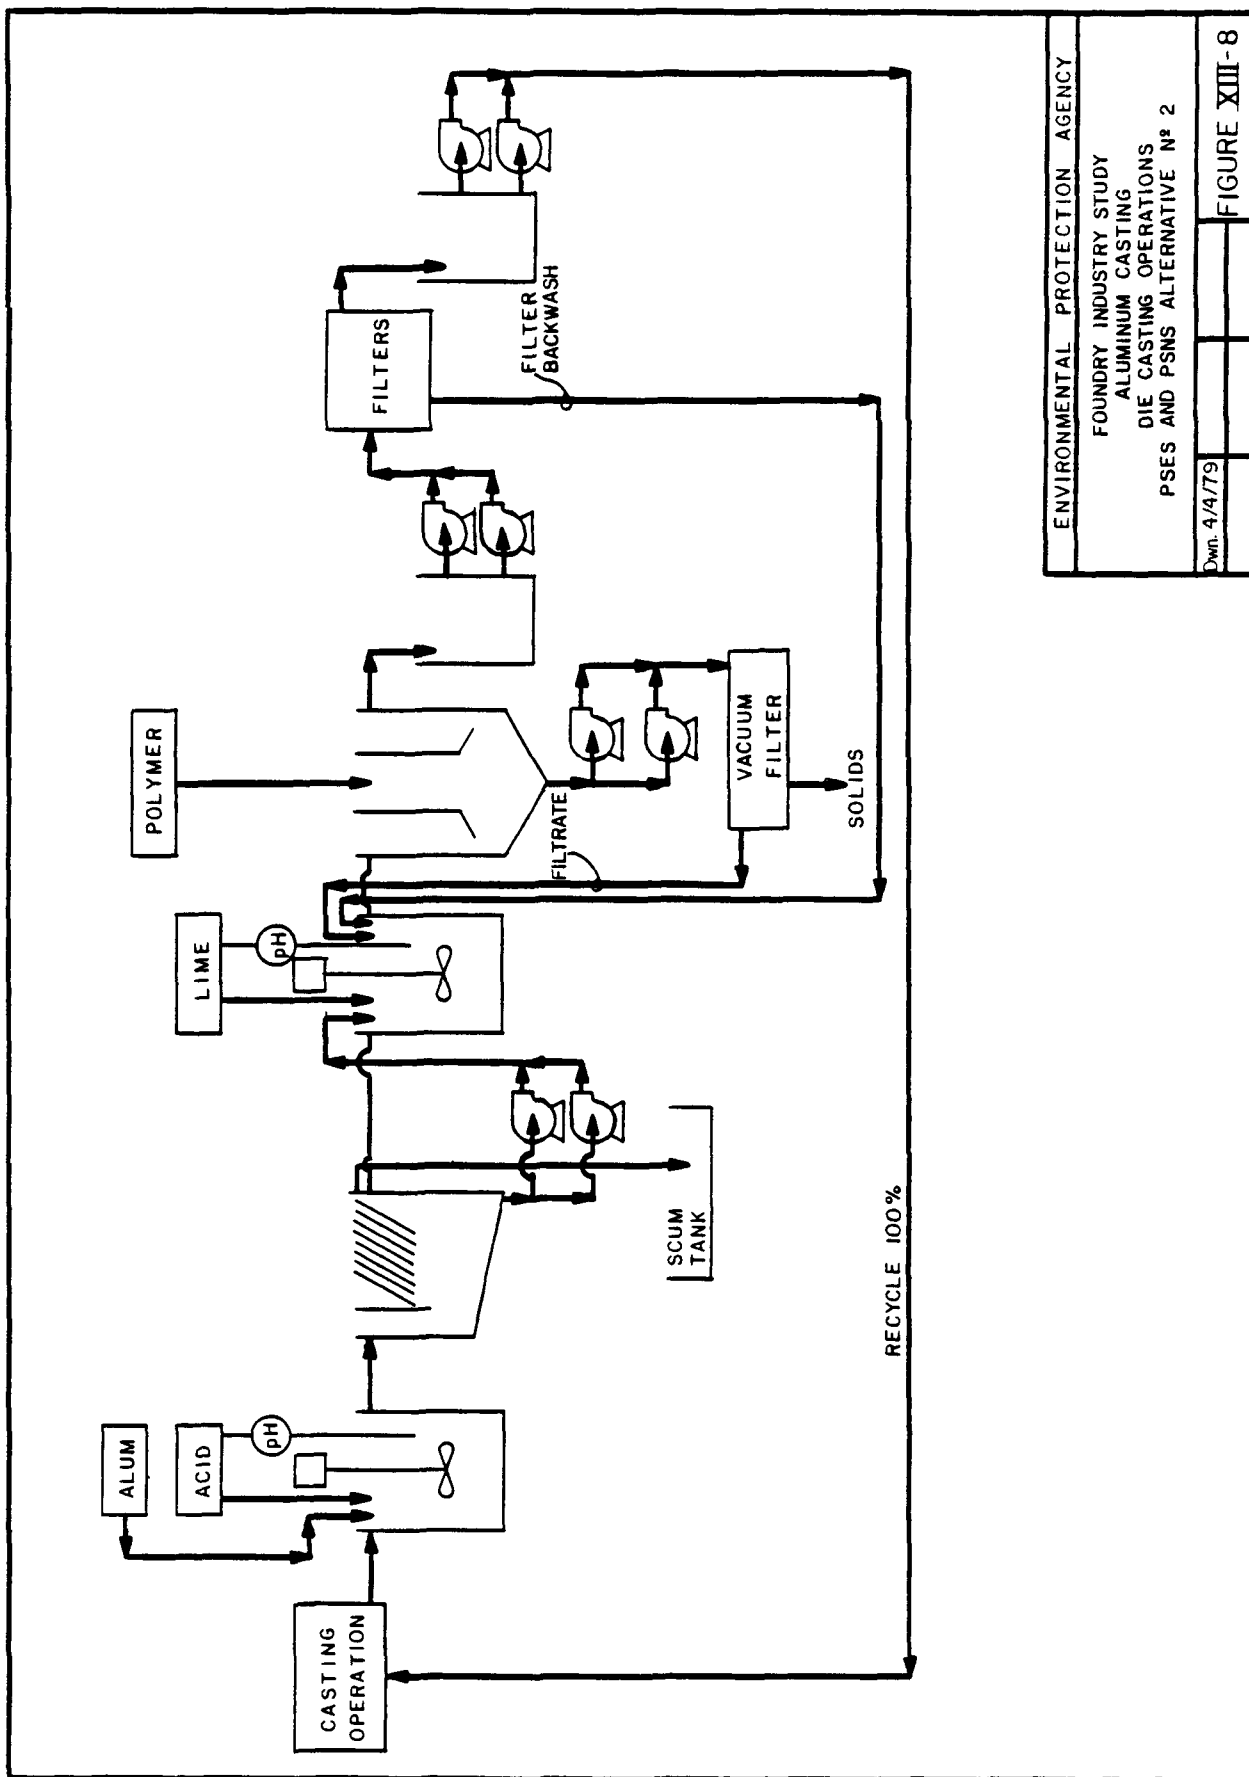 ALUM
ACID
pH
CASTING
OPERATION
SCUM
TANK
LIME
pH
POLYMER
FILTRATE
VACUUM
FILTER
SOLIDS
FILTERS
FILTER
BACKWASH
RECYCLE 100%
ENVIRONMENTAL PROTECTION AGENCY
FOUNDRY INDUSTRY STUDY
ALUMINUM CASTING
DIE CASTING OPERATIONS
PSES AND PSNS ALTERNATIVE Nº 2
Dwn. 4/4/79
FIGURE XIII-8